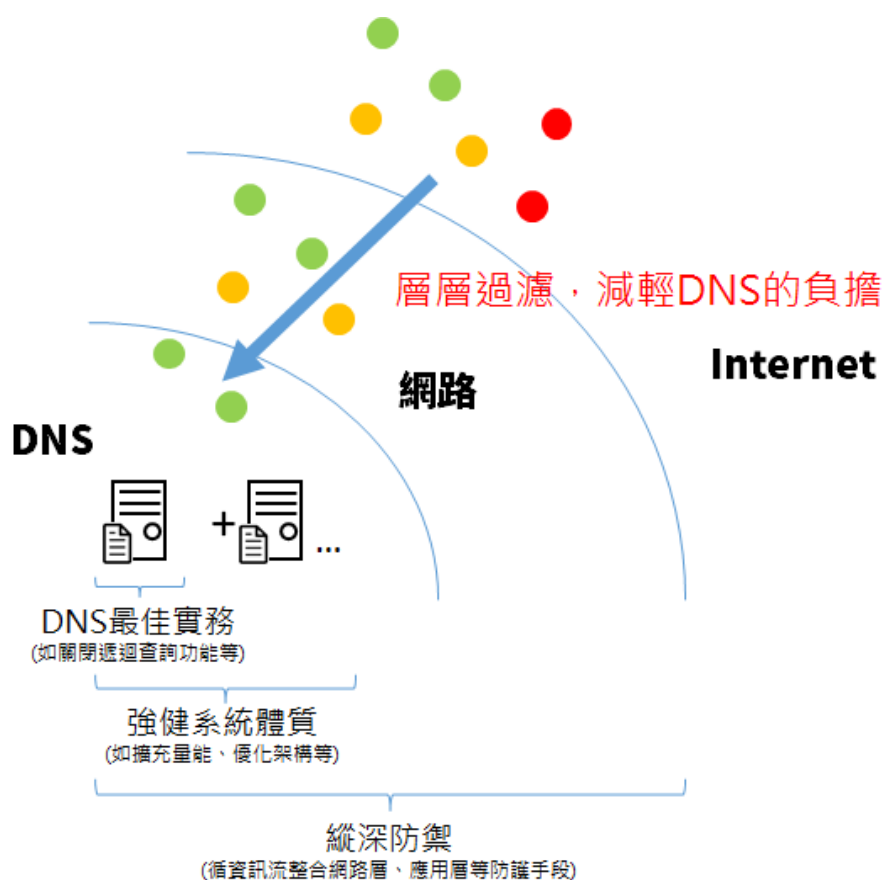 層層過濾，減輕DNS的負擔
Internet
網路
DNS
+
...
DNS最佳實務
(如關閉遞迴查詢功能等)
強健系統體質
(如擴充量能、優化架構等)
縱深防禦
(循資訊流整合網路層、應用層等防護手段)